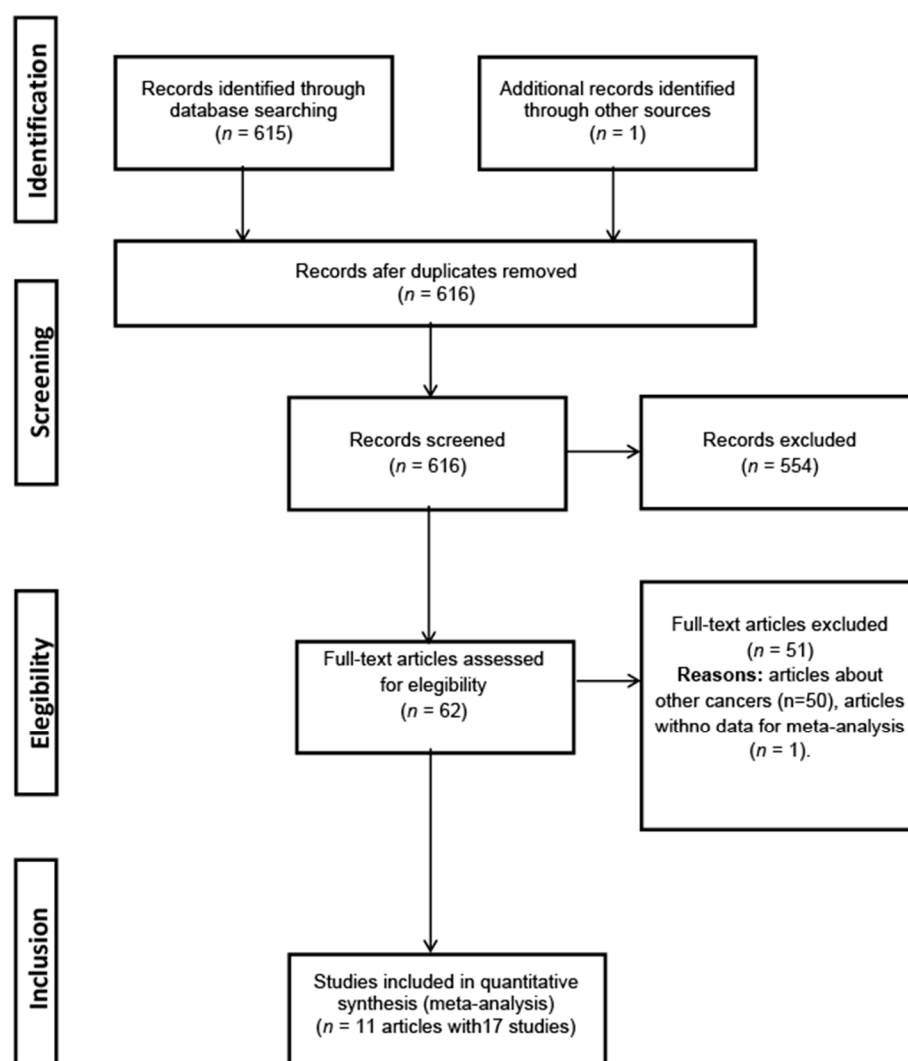 Identification
Records identified through
database searching
(n = 615)
Additional records identified
through other sources
(n = 1)
Screening
Records afer duplicates removed
(n = 616)
Records screened
(n = 616)
Records excluded
(n = 554)
Elegibility
Full-text articles assessed
for elegibility
(n = 62)
Full-text articles excluded
(n = 51)
Reasons: articles about
other cancers (n=50), articles
withno data for meta-analysis
(n = 1).
Inclusion
Studies included in quantitative
synthesis (meta-analysis)
(n = 11 articles with17 studies)